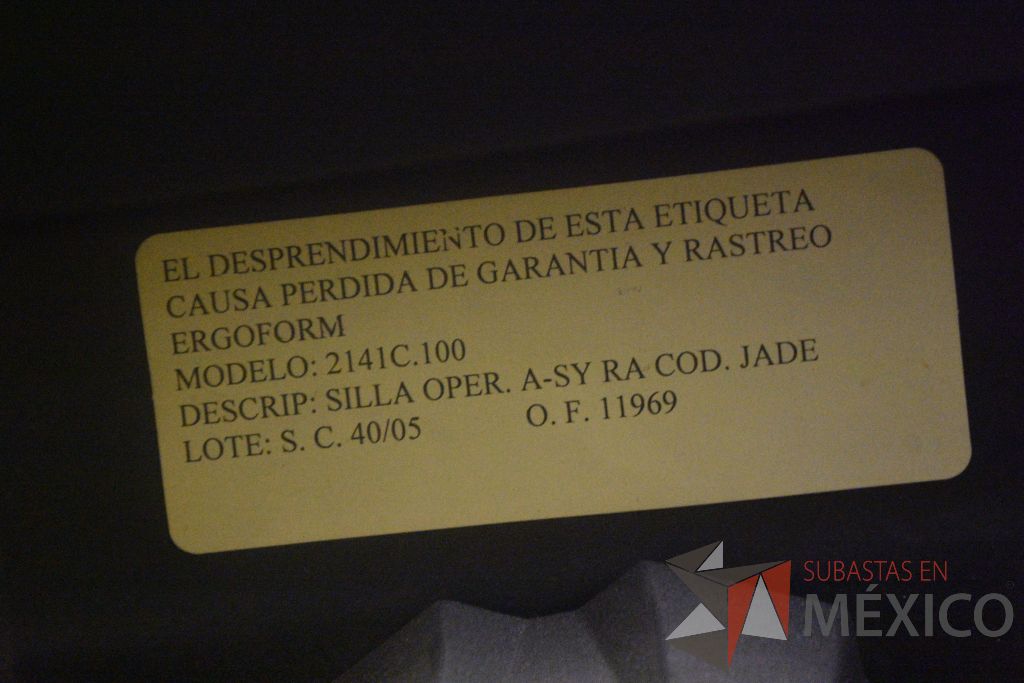 EL DESPRENDIMIENTO DE ESTA ETIQUETA
CAUSA PERDIDA DE GARANTIA Y RASTREO
ERGOFORM
MODELO: 2141C.100
DESCRIP: SILLA OPER. A-SY RA COD. JADE
LOTE: S. C. 40/05 O. F. 11969
SUBASTAS EN
MÉXICO